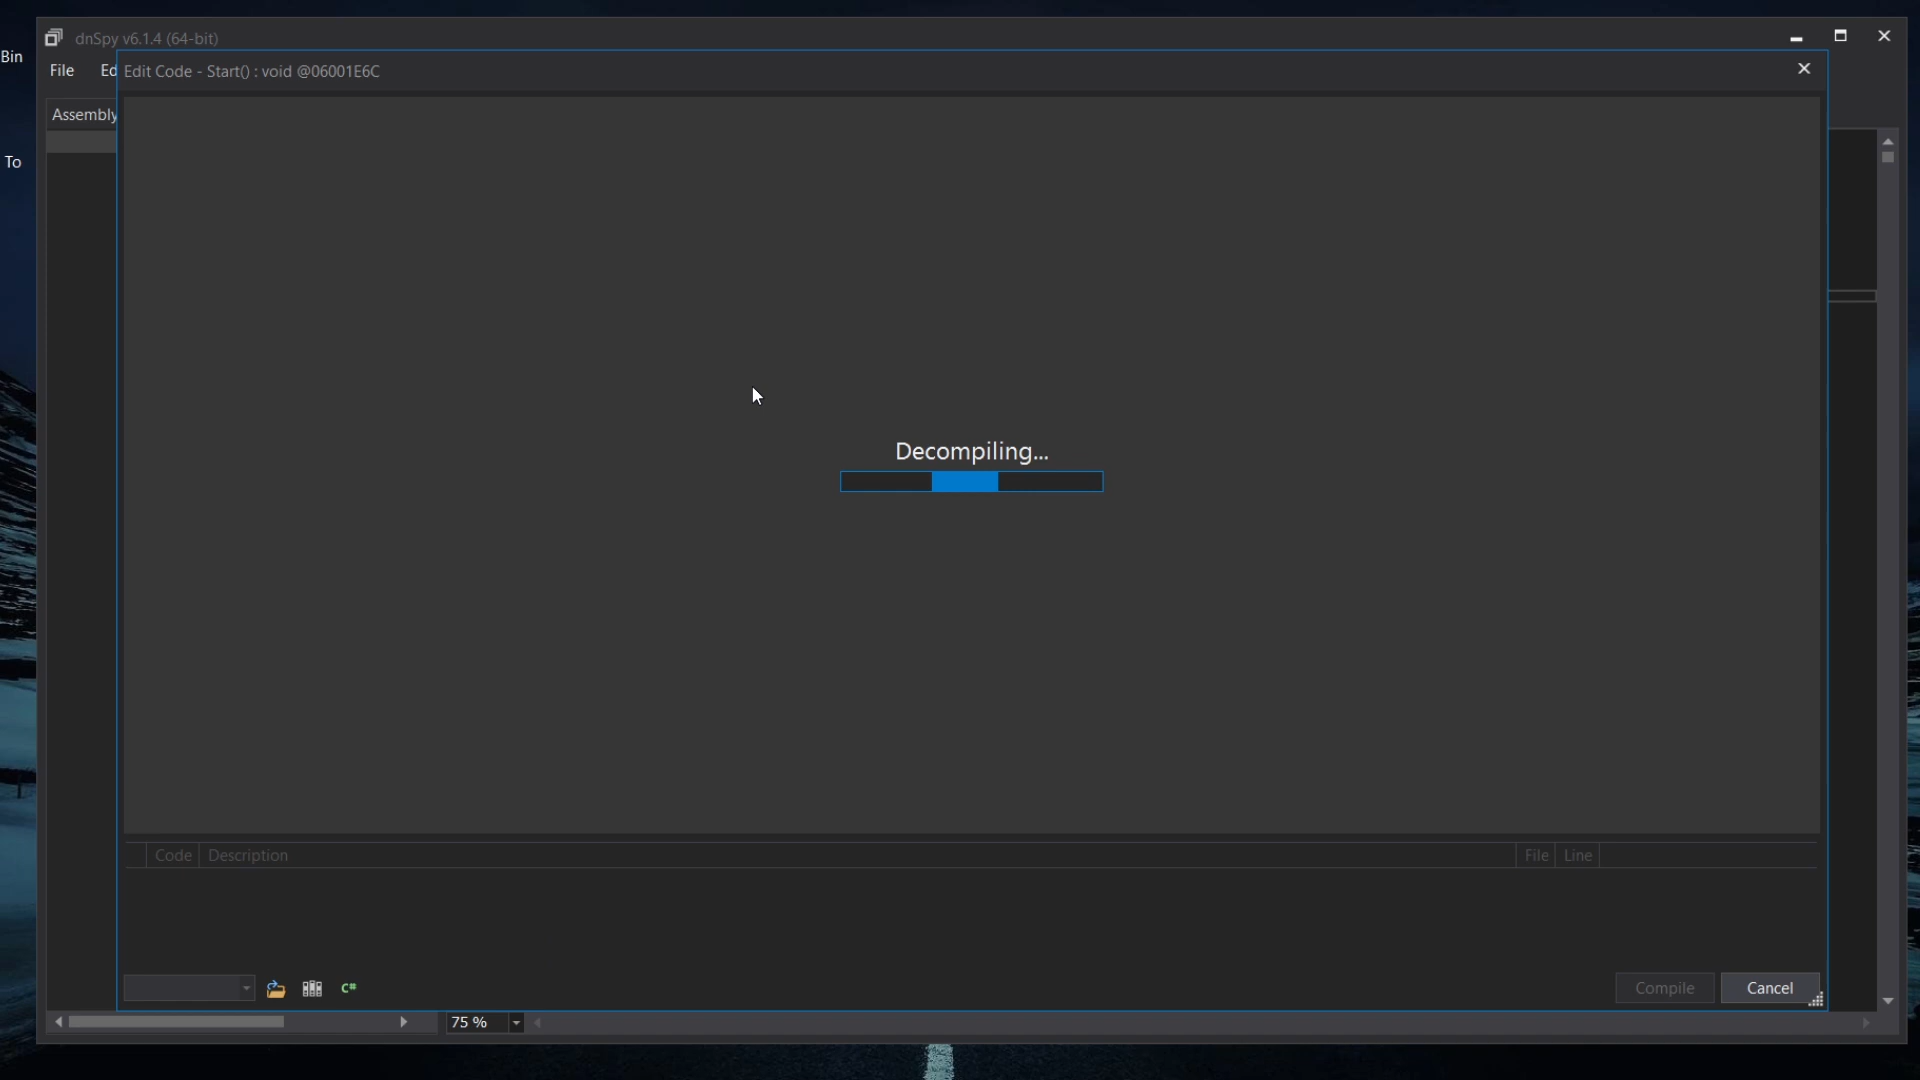 Bin
To
dnSpy v6.1.4 (64-bit)
File Ed
Edit Code - Start() : void @06001E6C
Assembly
Decompiling...
Code Description File Line
C#
Compile Cancel
75 %